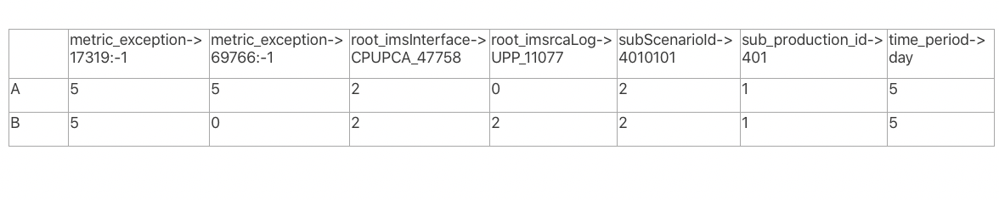 metric_exception-> metric_exception-> root_imsInterface-> root_imsrcaLog-> subScenarioId-> sub_production_id-> time_period->
17319:-1 69766:-1 CPUPCA_47758 UPP_11077 4010101 401 day
A 5 5 2 0 2 1 5
B 5 0 2 2 2 1 5